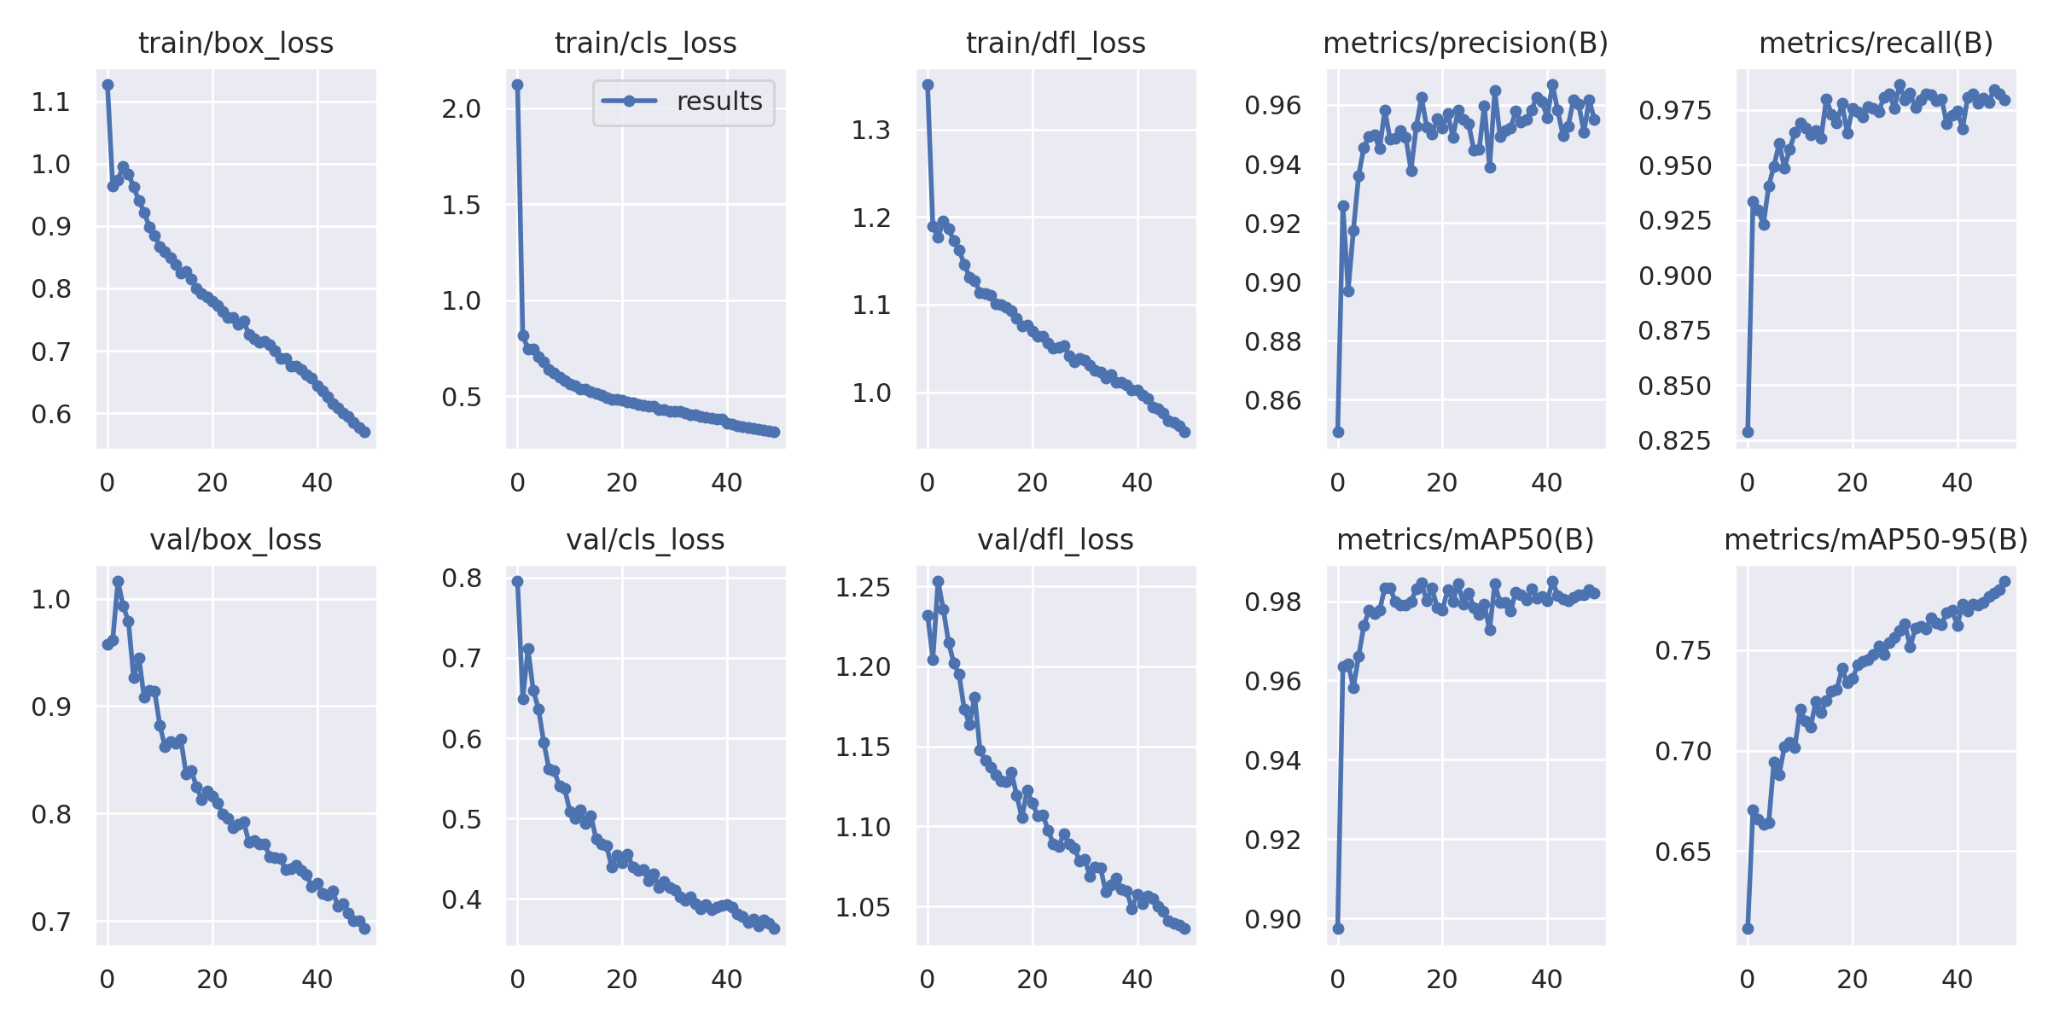 train/box_loss
1.1
1.0
0.9
0.8
0.7
0.6
0 20 40
train/cls_loss
results
2.0
1.5
1.0
0.5
0 20 40
train/dfl_loss
1.3
1.2
1.1
1.0
0 20 40
metrics/precision(B)
0.96
0.94
0.92
0.90
0.88
0.86
0 20 40
metrics/recall(B)
0.975
0.950
0.925
0.900
0.875
0.850
0.825
0 20 40
val/box_loss
1.0
0.9
0.8
0.7
0 20 40
val/cls_loss
0.8
0.7
0.6
0.5
0.4
0 20 40
val/dfl_loss
1.25
1.20
1.15
1.10
1.05
0 20 40
metrics/mAP50(B)
0.98
0.96
0.94
0.92
0.90
0 20 40
metrics/mAP50-95(B)
0.75
0.70
0.65
0 20 40